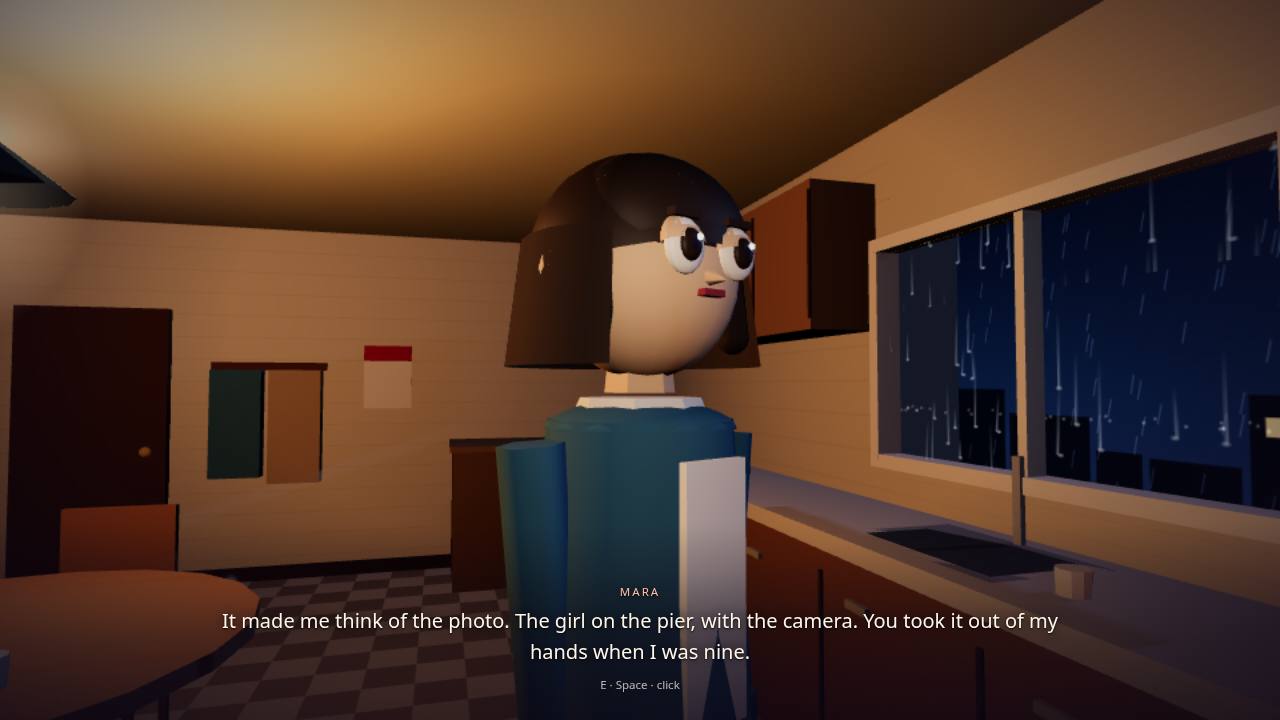 MARA
It made me think of the photo. The girl on the pier, with the camera. You took it out of my
hands when I was nine.
E · Space · click